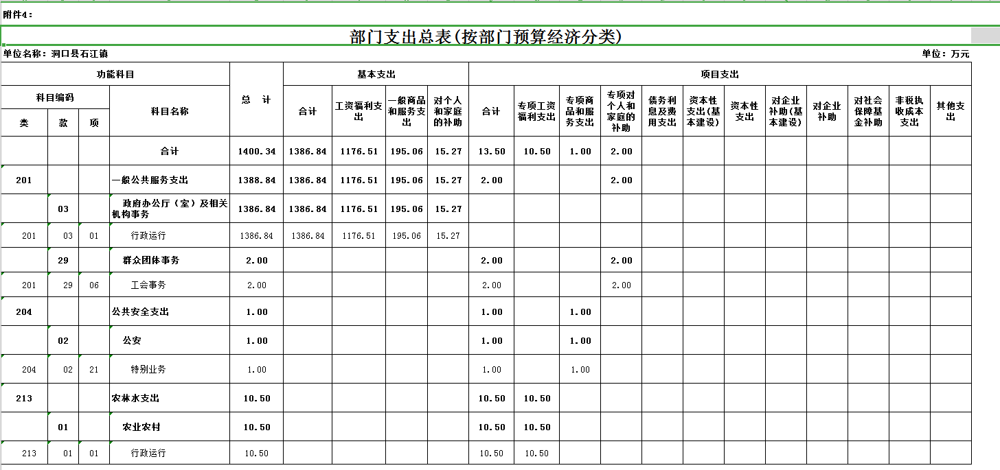 附件4：
部门支出总表(按部门预算经济分类)
单位名称：洞口县石江镇 单位：万元
功能科目 总 计 基本支出 项目支出
科目编码 科目名称 合计 工资福利支出 一般商品和服务支出 对个人和家庭的补助 合计 专项工资福利支出 专项商品和服务支出 专项对个人和家庭的补助 债务利息及费用支出 资本性支出(基本建设) 资本性支出 对企业补助(基本建设) 对企业补助 对社会保障基金补助 非税执收成本支出 其他支出
类 款 项
合计 1400.34 1386.84 1176.51 195.06 15.27 13.50 10.50 1.00 2.00
201 一般公共服务支出 1388.84 1386.84 1176.51 195.06 15.27 2.00 2.00
03 政府办公厅（室）及相关机构事务 1386.84 1386.84 1176.51 195.06 15.27
201 03 01 行政运行 1386.84 1386.84 1176.51 195.06 15.27
29 群众团体事务 2.00 2.00 2.00
201 29 06 工会事务 2.00 2.00 2.00
204 公共安全支出 1.00 1.00 1.00
02 公安 1.00 1.00 1.00
204 02 21 特别业务 1.00 1.00 1.00
213 农林水支出 10.50 10.50 10.50
01 农业农村 10.50 10.50 10.50
213 01 01 行政运行 10.50 10.50 10.50